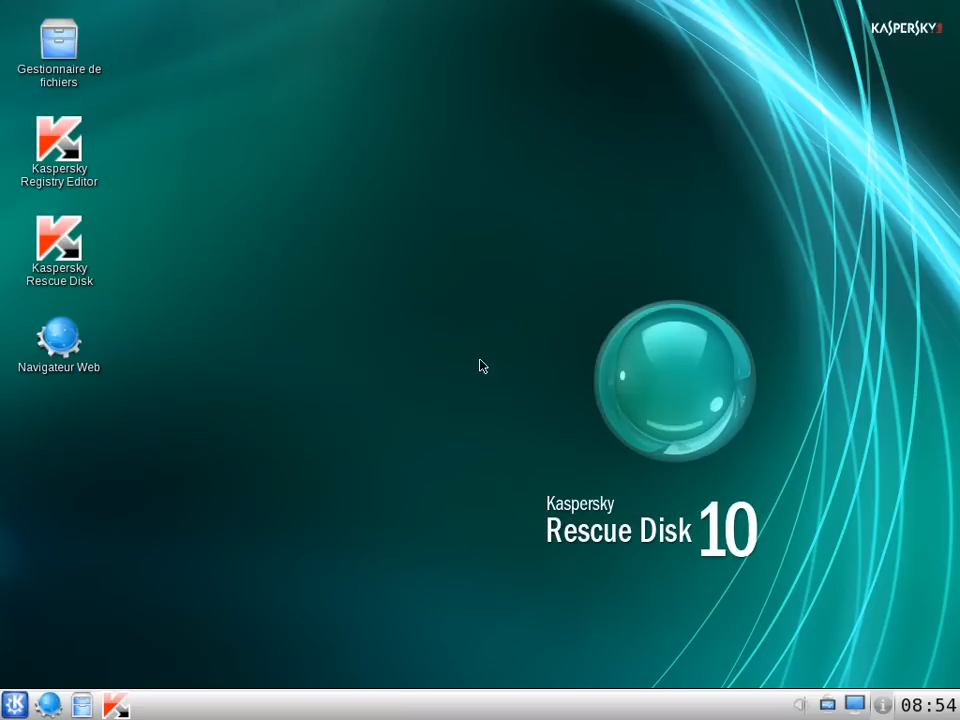 KASPERSKY
Gestionnaire de
fichiers
Kaspersky
Registry Editor
Kaspersky
Rescue Disk
Navigateur Web
Kaspersky
Rescue Disk 10
08:54